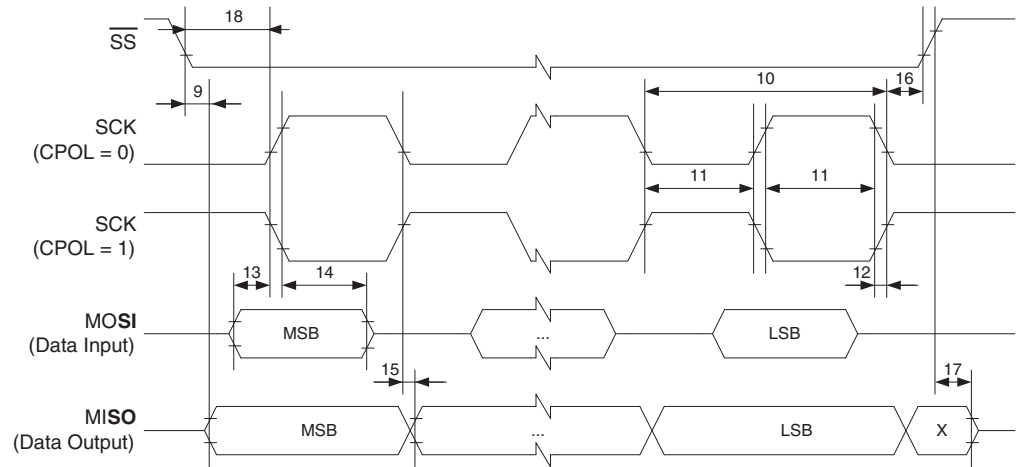 18
SS
10
9
16
SCK
(CPOL = 0)
11
11
SCK
(CPOL = 1)
13
14
12
MOSI
(Data Input)
MSB
...
LSB
15
17
MISO
(Data Output)
MSB
...
LSB
X